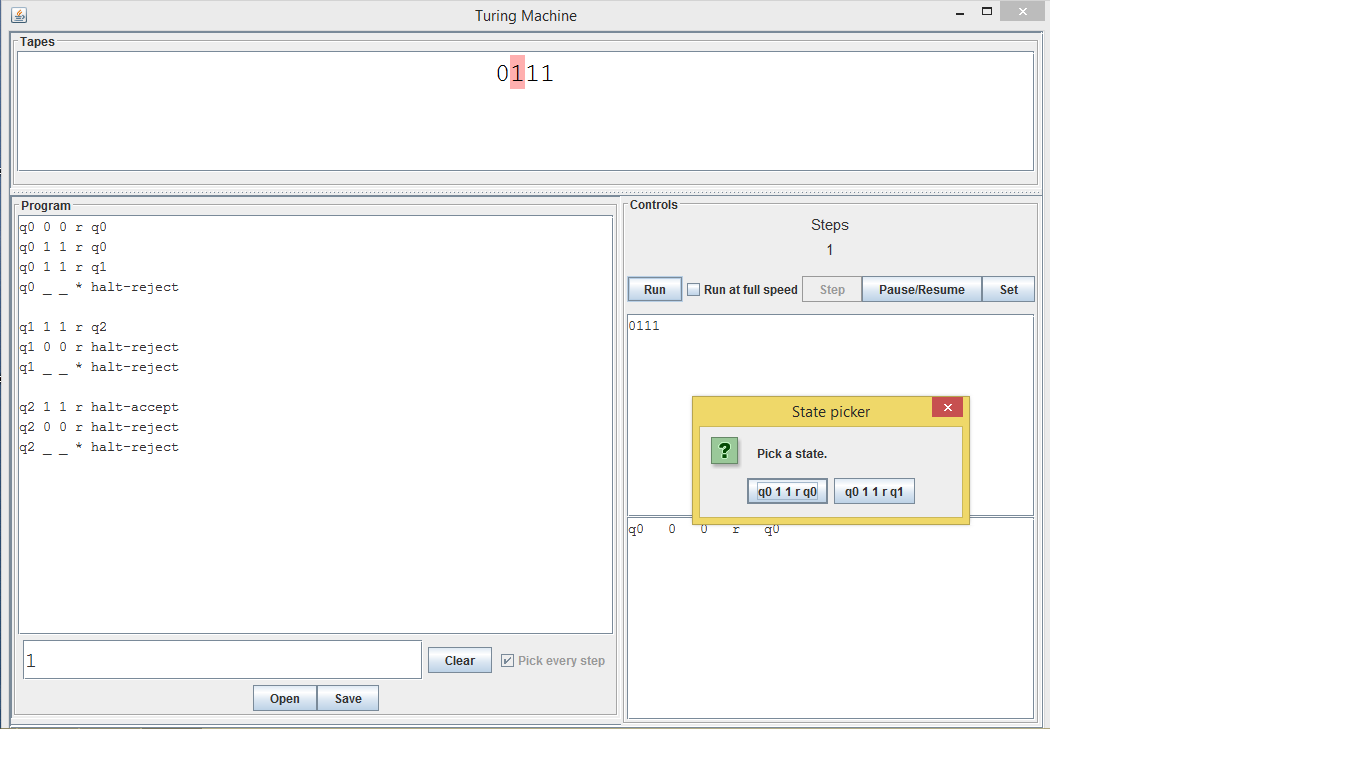 Turing Machine
Tapes
0111
Program
q0 0 0 r q0
q0 1 1 r q0
q0 1 1 r q1
q0 _ _ * halt-reject
q1 1 1 r q2
q1 0 0 r halt-reject
q1 _ _ * halt-reject
q2 1 1 r halt-accept
q2 0 0 r halt-reject
q2 _ _ * halt-reject
1
Clear
Pick every step
Open
Save
Controls
Steps
1
Run
Run at full speed
Step
Pause/Resume
Set
0111
State picker
?
Pick a state.
q0 1 1 r q0
q0 1 1 r q1
q0 0 0 r q0